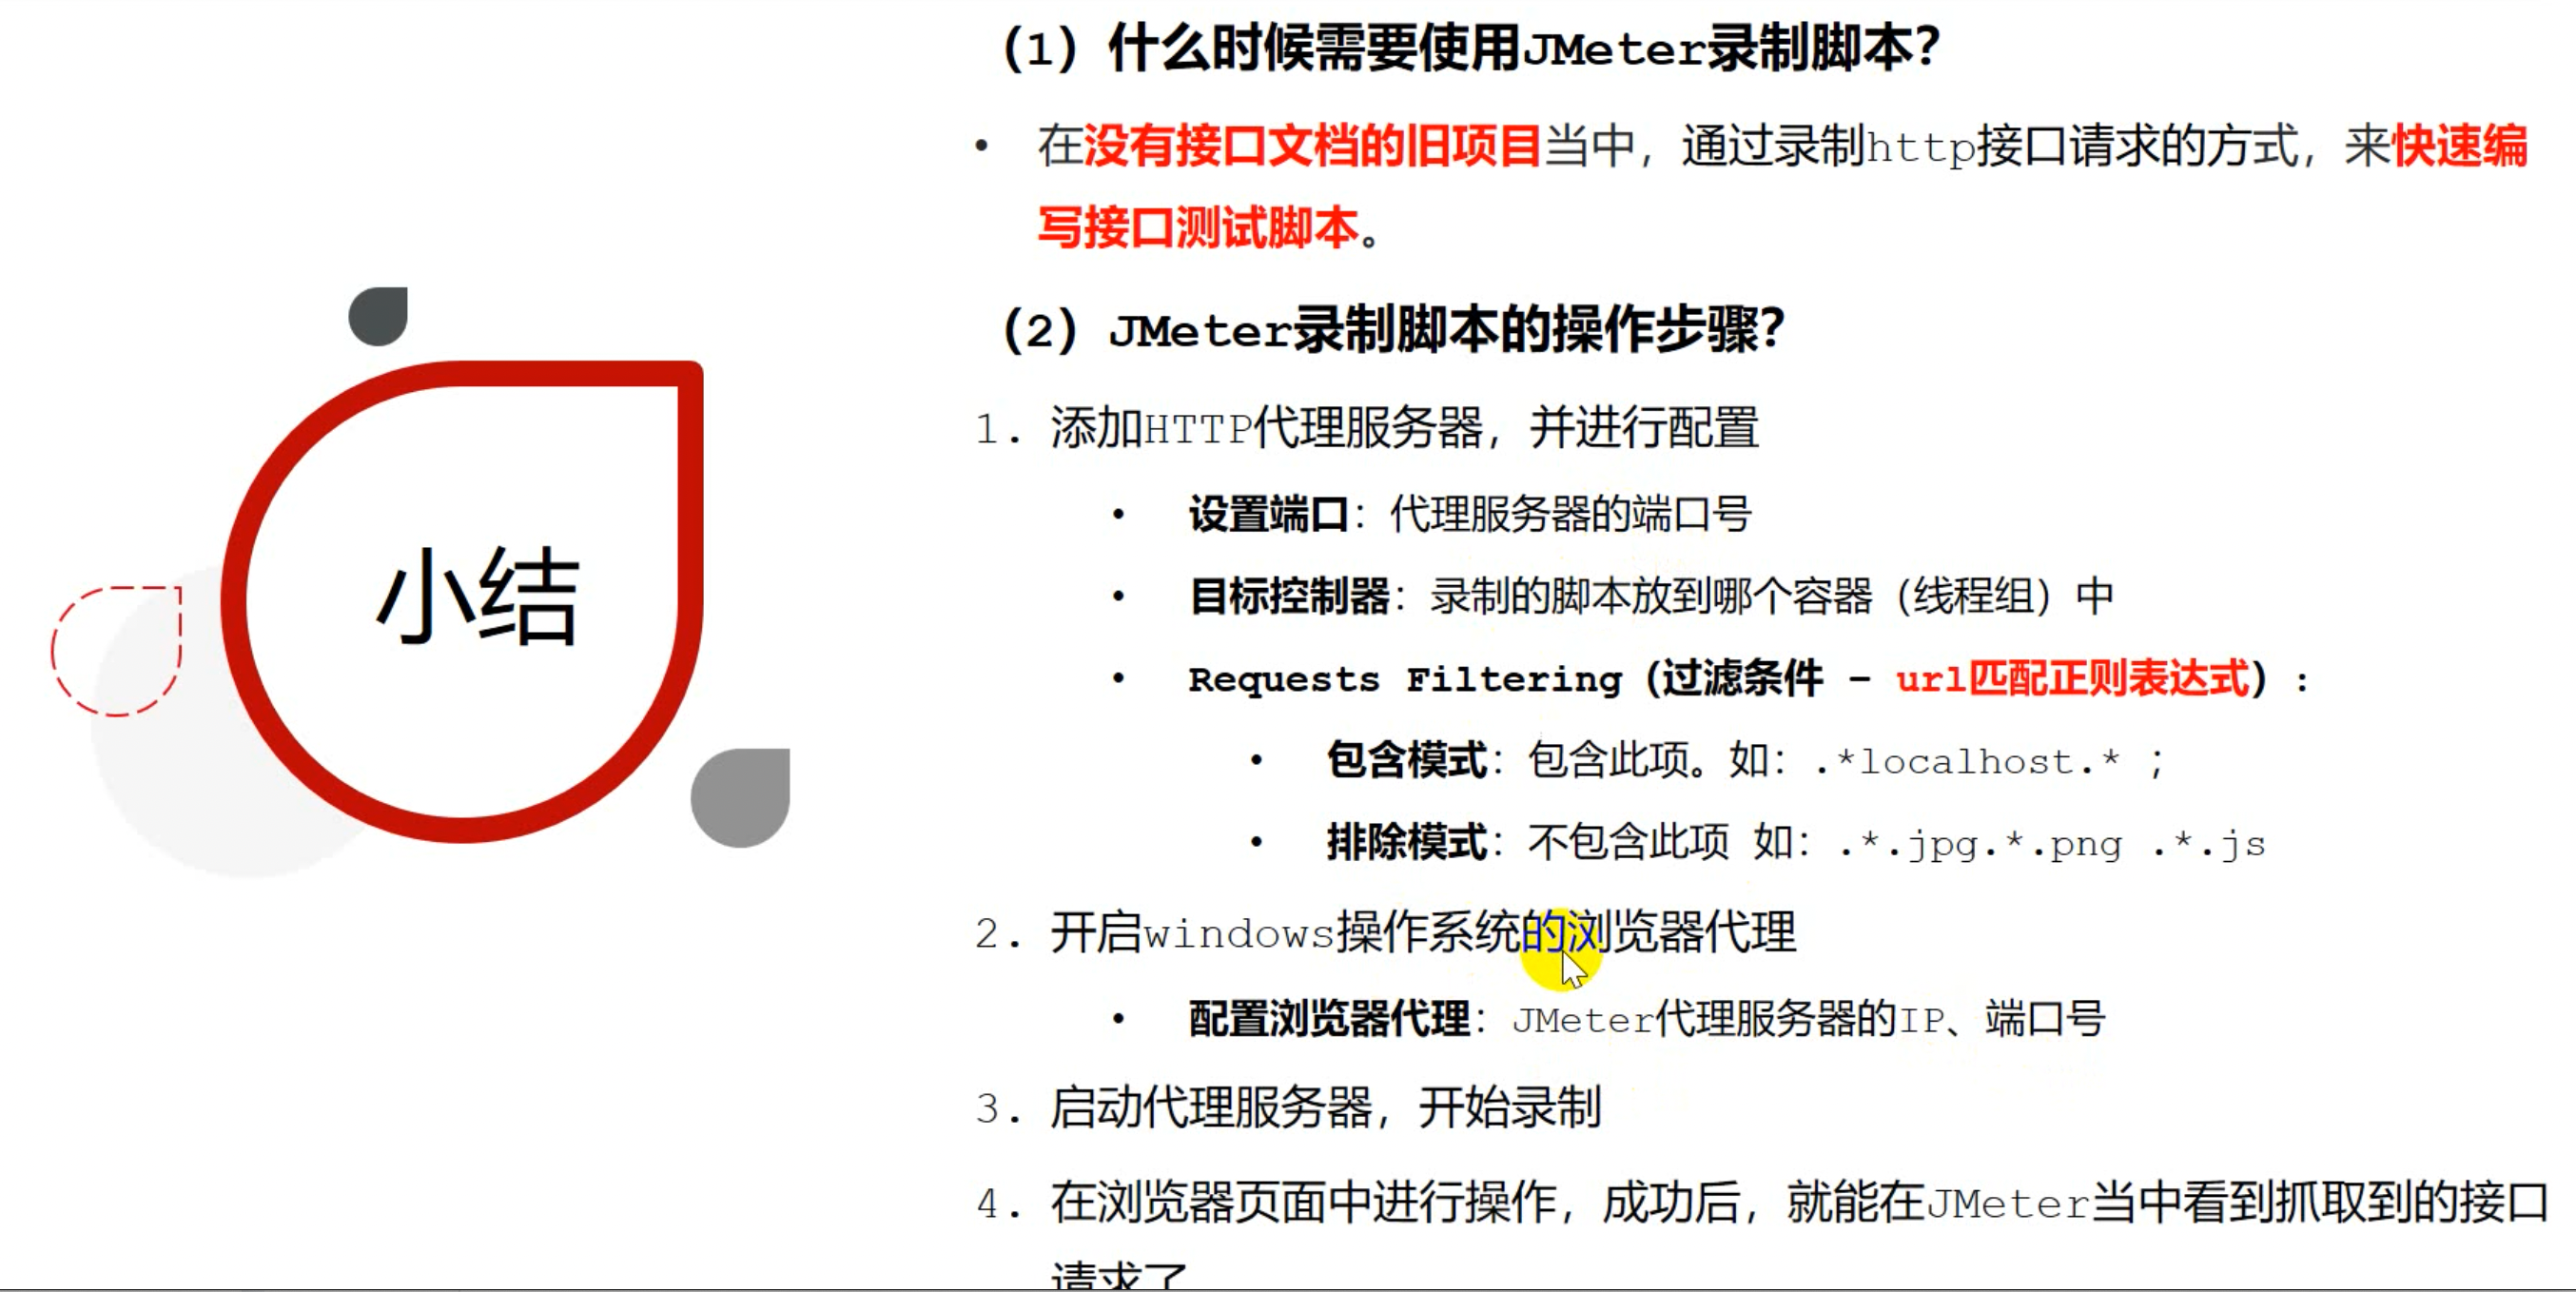 小结
（1）什么时候需要使用JMeter录制脚本？
• 在没有接口文档的旧项目当中，通过录制http接口请求的方式，来快速编
写接口测试脚本。
（2）JMeter录制脚本的操作步骤？
1. 添加HTTP代理服务器，并进行配置
• 设置端口：代理服务器的端口号
• 目标控制器：录制的脚本放到哪个容器（线程组）中
• Requests Filtering（过滤条件 - url匹配正则表达式）：
• 包含模式：包含此项。如：.*localhost.* ；
• 排除模式：不包含此项 如：.*.jpg.*.png .*.js
2. 开启windows操作系统的浏览器代理
• 配置浏览器代理：JMeter代理服务器的IP、端口号
3. 启动代理服务器，开始录制
4. 在浏览器页面中进行操作，成功后，就能在JMeter当中看到抓取到的接口
请求了